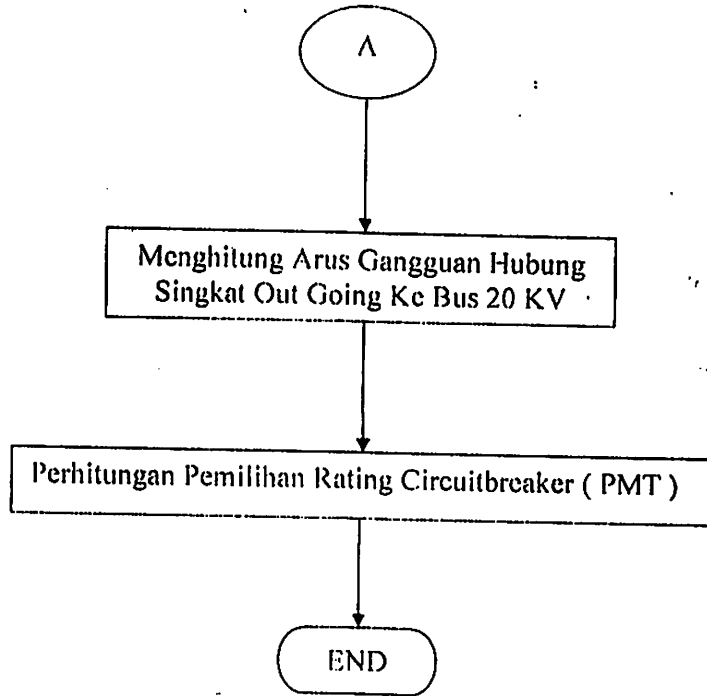 A
Menghitung Arus Gangguan Hubung
Singkat Out Going Ke Bus 20 KV
Perhitungan Pemilihan Rating Circuitbreaker ( PMT )
END